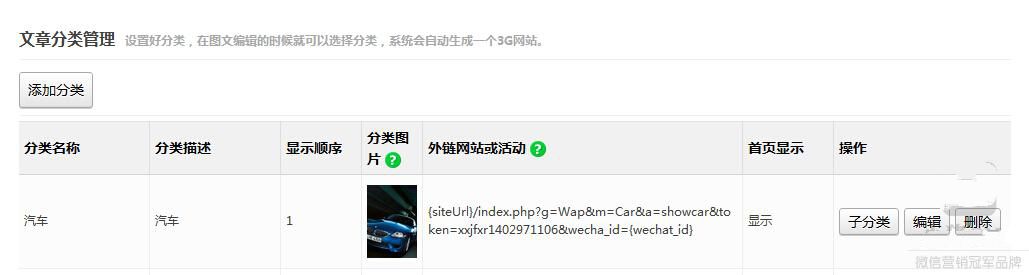 文章分类管理 设置好分类，在图文编辑的时候就可以选择分类，系统会自动生成一个3G网站。
添加分类
分类名称 分类描述 显示顺序 分类图片 外链网站或活动 首页显示 操作
汽车 汽车 1 {siteUrl}/index.php?g=Wap&m=Car&a=showcar&to
ken=xxjfxr1402971106&wecha_id={wechat_id} 显示 子分类 编辑 删除
微信营销冠军品牌